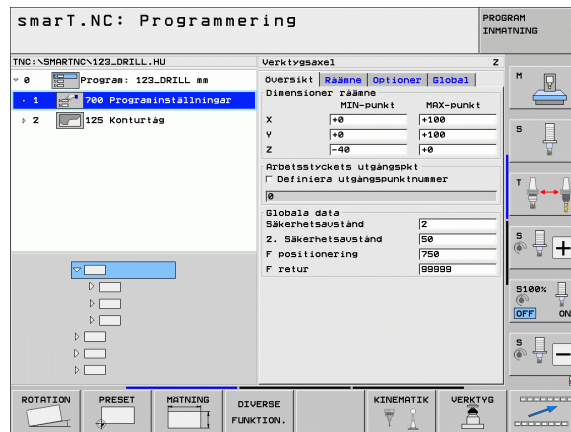 smarT.NC: Programmering
PROGRAM
INMATNING
TNC:\SMARTNC\123_DRILL.HU
Verktygsaxel Z
0 Program: 123_DRILL mm
1 700 Programinställningar
2 125 Konturtåg
Översikt Råämne Optioner Global
Dimensioner råämne
MIN-punkt MAX-punkt
X +0 +100
Y +0 +100
Z -40 +0
Arbetsstyckets utgångspkt
Definiera utgångspunktnummer
0
Globala data
Säkerhetsavstånd 2
2. Säkerhetsavstånd 50
F positionering 750
F retur 99999
M
S
T
S
S100%
OFF ON
S
ROTATION
PRESET
MATNING
DIVERSE
FUNKTION.
KINEMATIK
VERKTYG